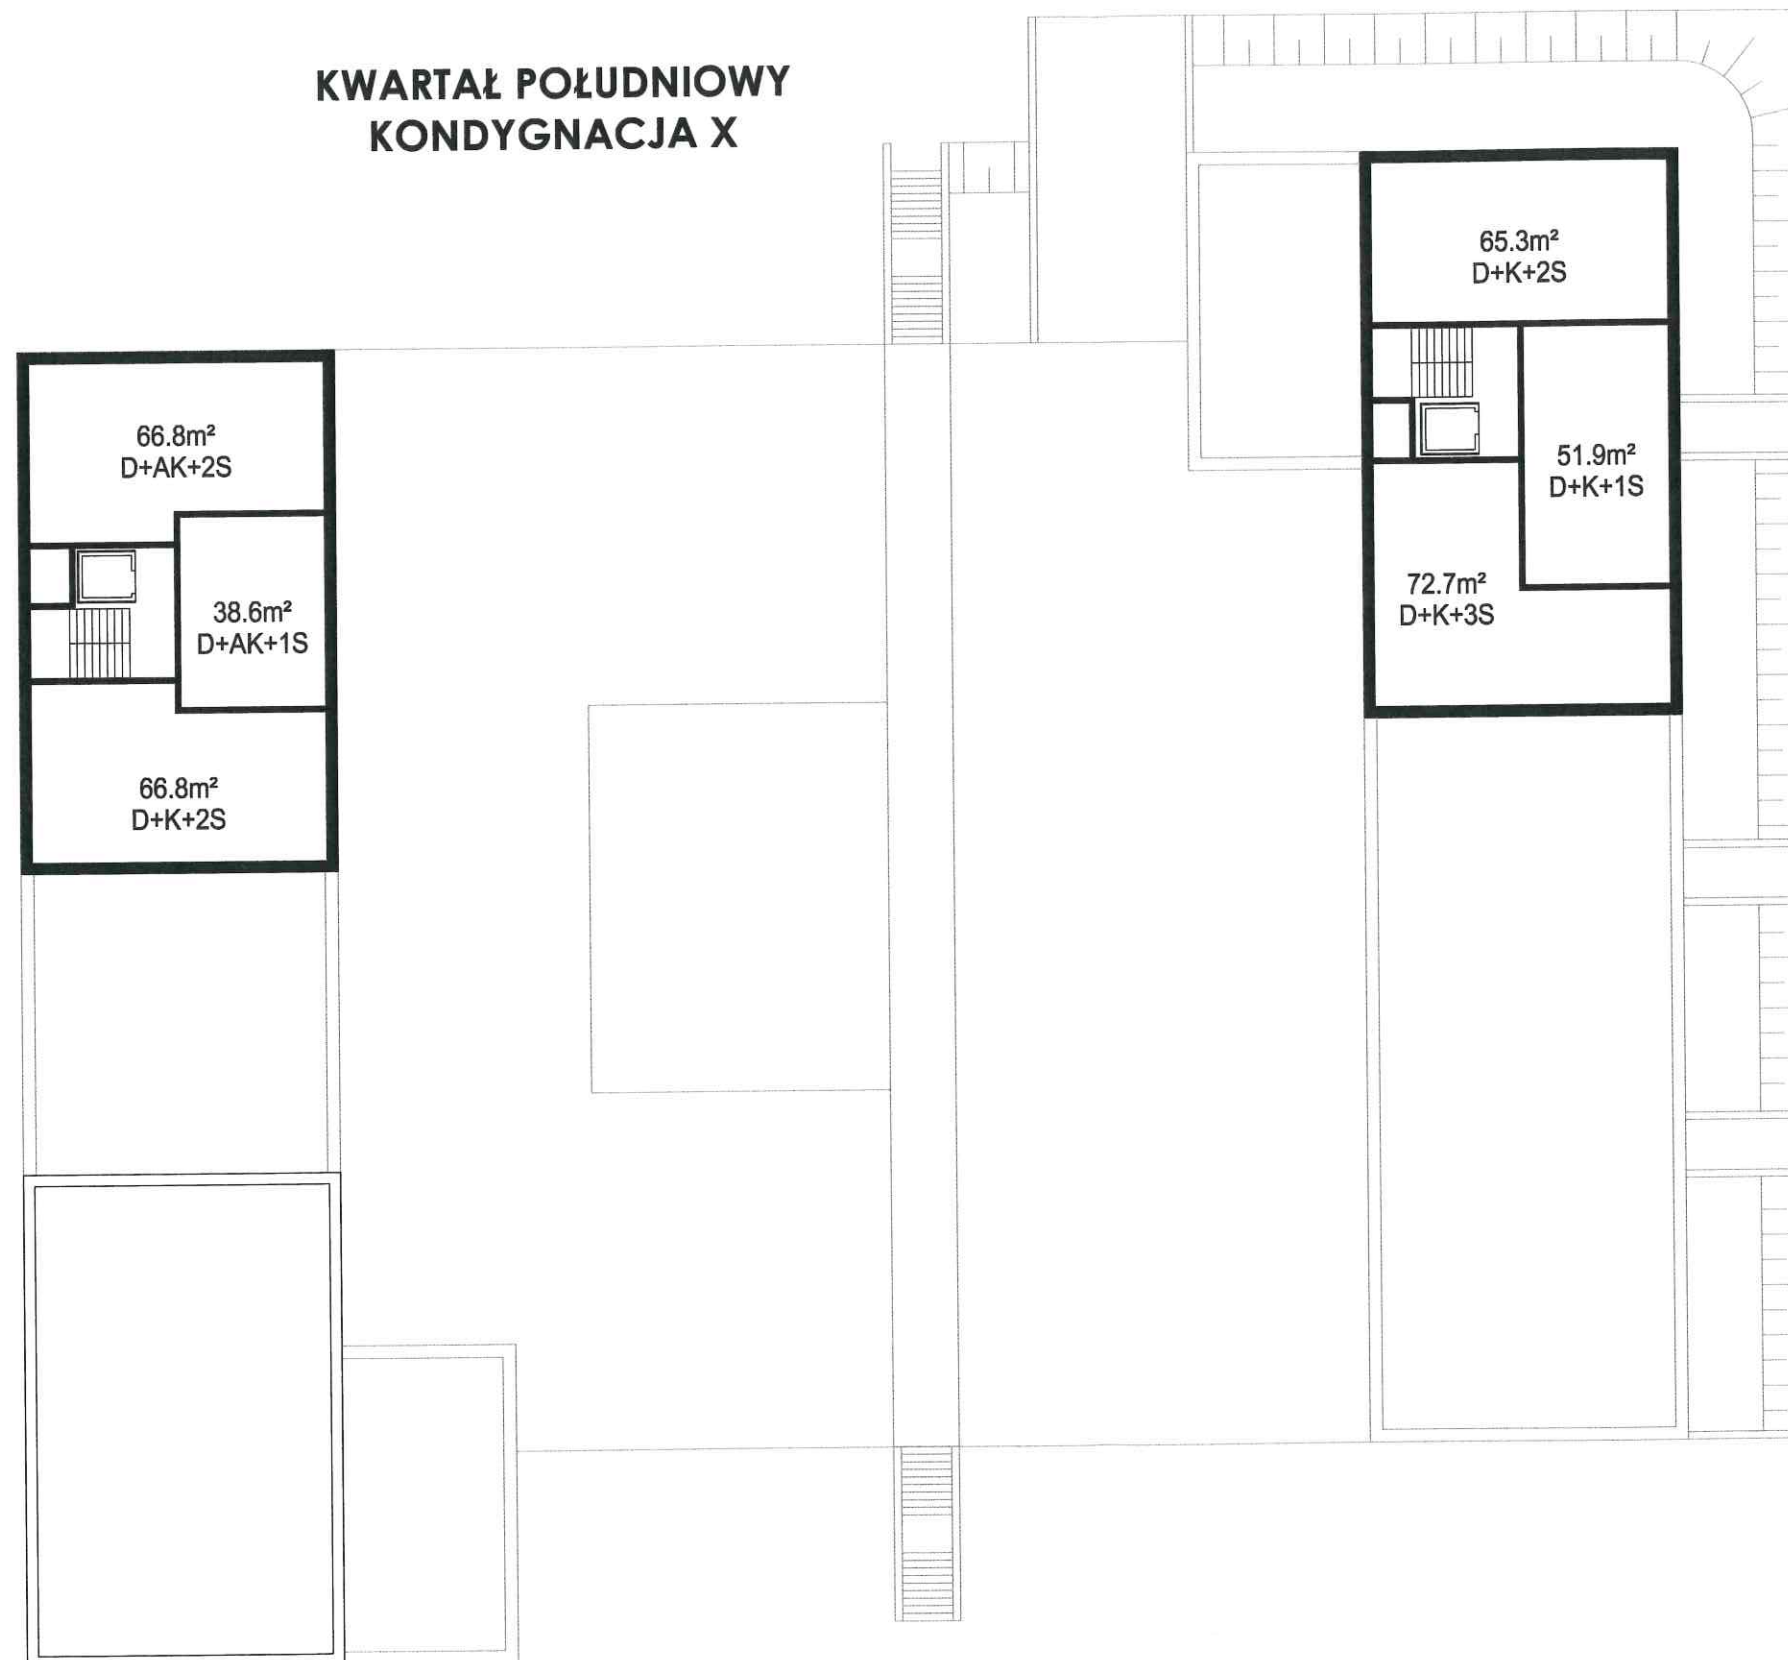 KWARTAŁ POŁUDNIOWY
KONDYGNACJA X
65.3m²
D+K+2S
66.8m²
D+AK+2S
51.9m²
D+K+1S
38.6m²
D+AK+1S
72.7m²
D+K+3S
66.8m²
D+K+2S